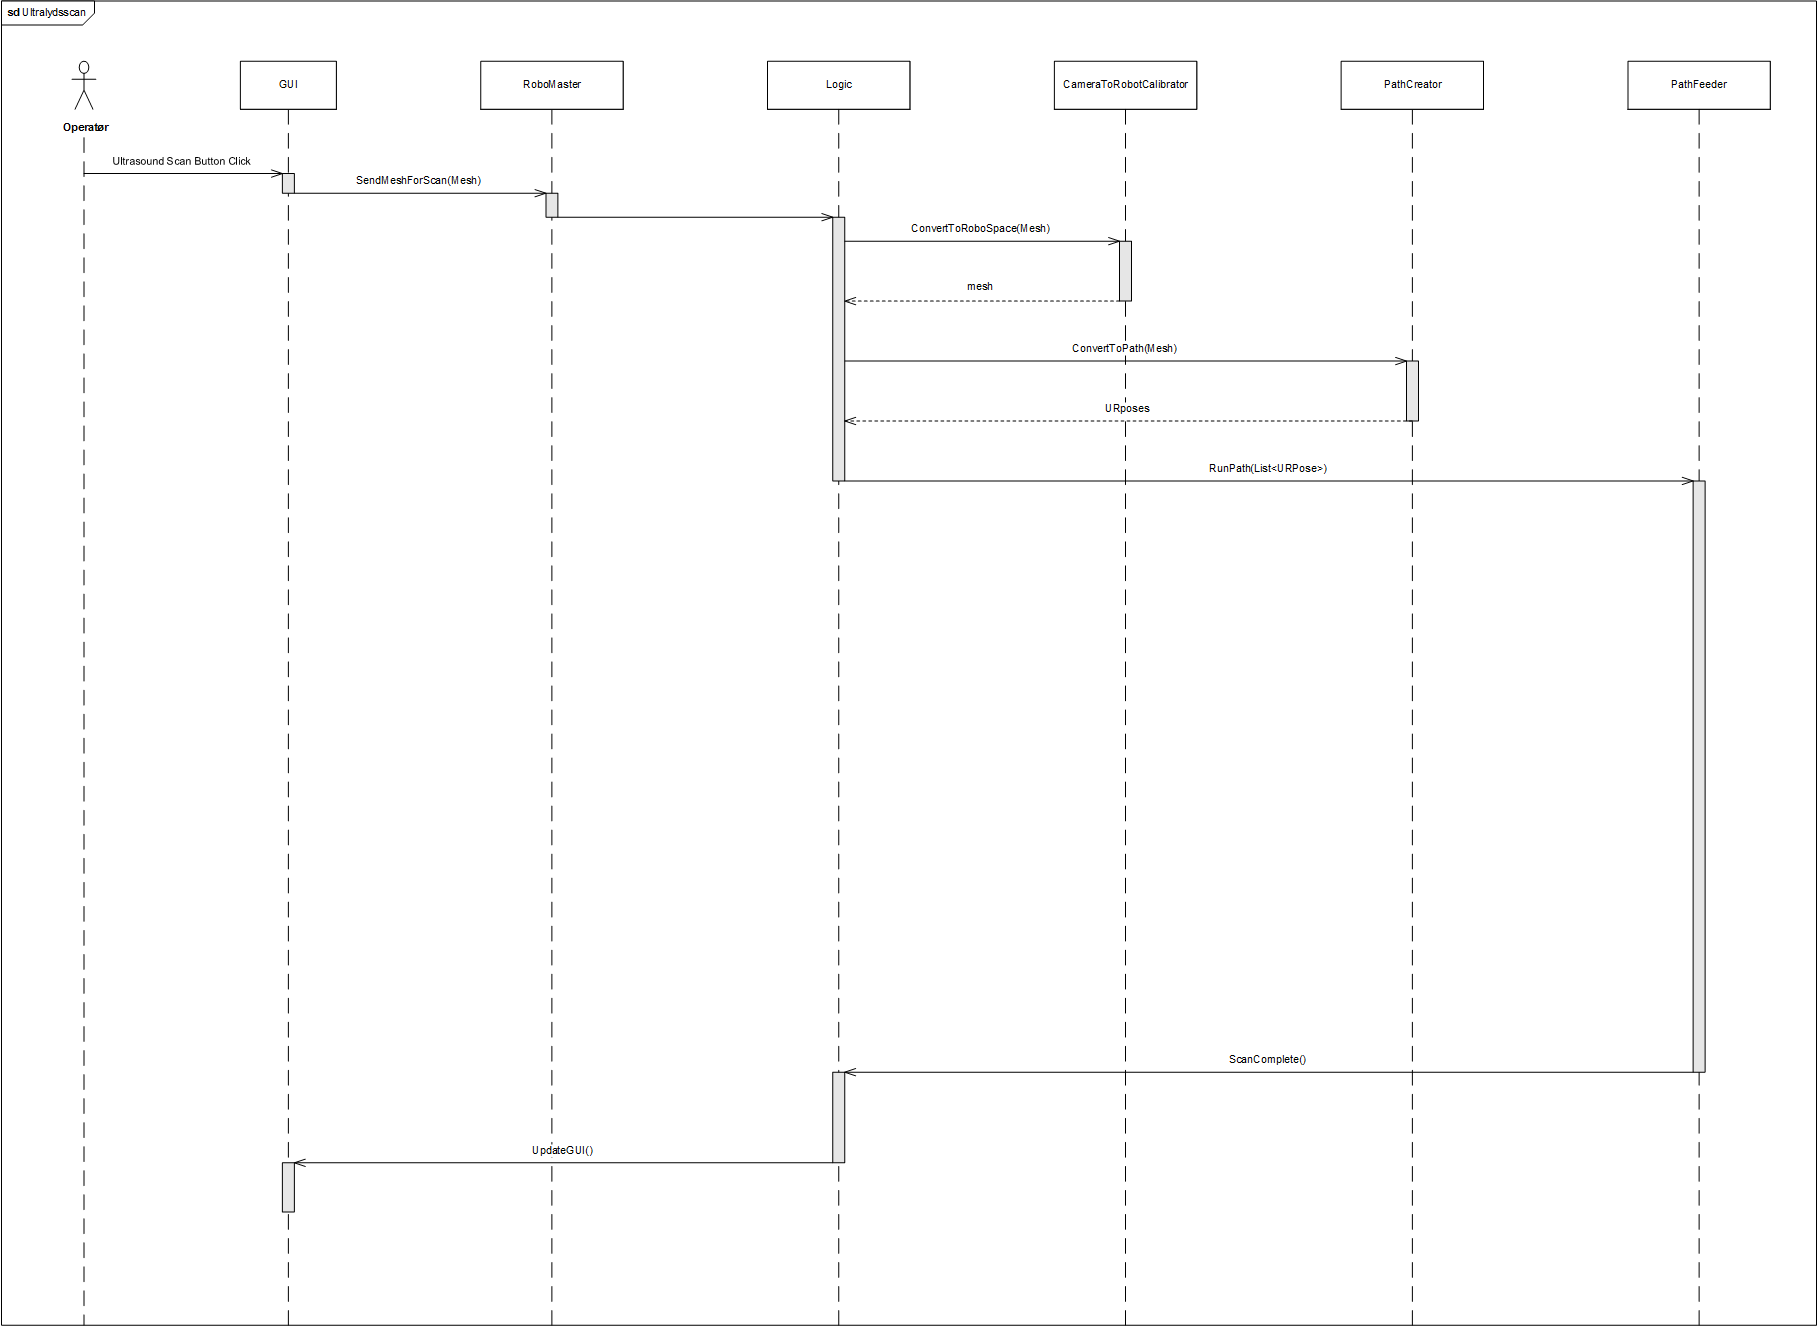 sd Ultralydsscan
GUI
RoboMaster
Logic
CameraToRobotCalibrator
PathCreator
PathFeeder
Operatør
Ultrasound Scan Button Click
SendMeshForScan(Mesh)
ConvertToRoboSpace(Mesh)
mesh
ConvertToPath(Mesh)
URposes
RunPath(List<URPose>)
ScanComplete()
UpdateGUI()